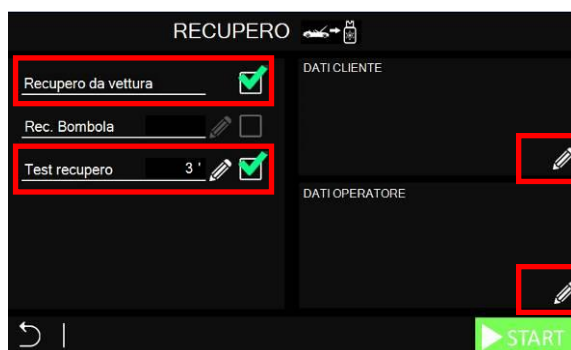 RECUPERO
Recupero da vettura
Rec. Bombola
Test recupero 3 '
DATI CLIENTE
DATI OPERATORE
START